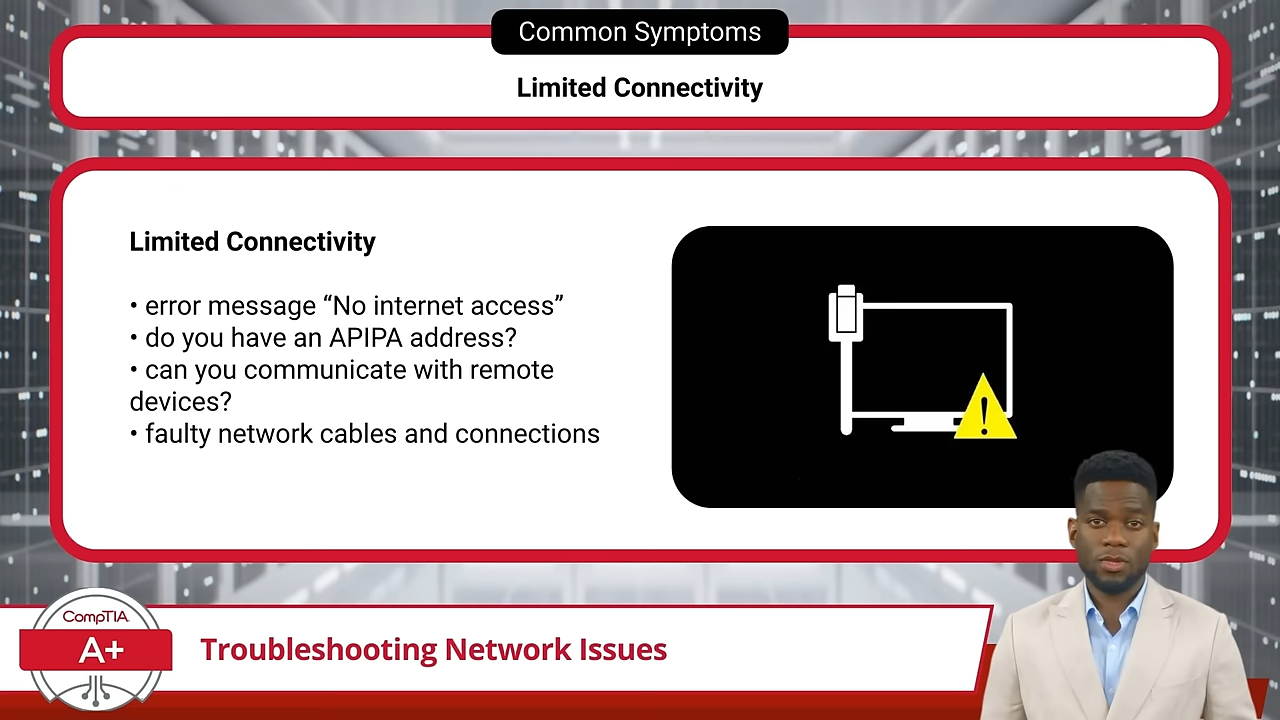 Common Symptoms
Limited Connectivity
Limited Connectivity
• error message “No internet access”
• do you have an APIPA address?
• can you communicate with remote
devices?
• faulty network cables and connections
!
CompTIA.
A+
Troubleshooting Network Issues